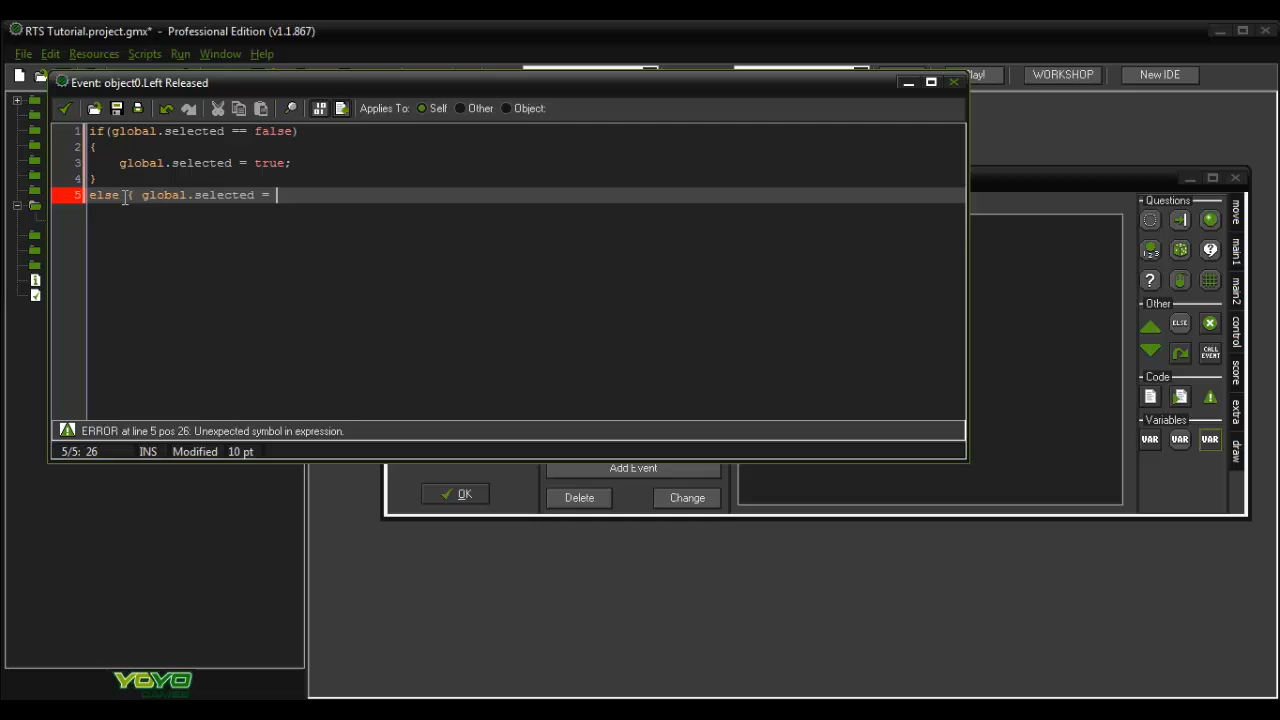 RTS Tutorial.project.gmx* - Professional Edition (v1.1.867)
File Edit Resources Scripts Run Window Help
WORKSHOP New IDE
Event: object0.Left Released
Applies To: Self Other Object:
1 if(global.selected == false)
2 {
3 global.selected = true;
4 }
5 else { global.selected =
ERROR at line 5 pos 26: Unexpected symbol in expression.
5/5: 26 INS Modified 10 pt
Questions
Other
ELSE
CALL EVENT
Code
Variables
VAR VAR VAR
move
main1
main2
control
score
extra
draw
Add Event
OK
Delete Change
YOYO
GAMES